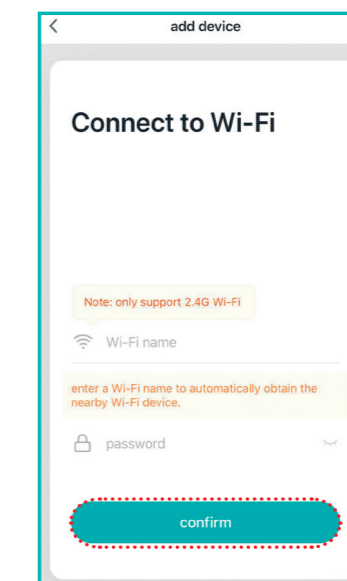 add device
Connect to Wi-Fi
Note: only support 2.4G Wi-Fi
Wi-Fi name
enter a Wi-Fi name to automatically obtain the
nearby Wi-Fi device.
password
confirm